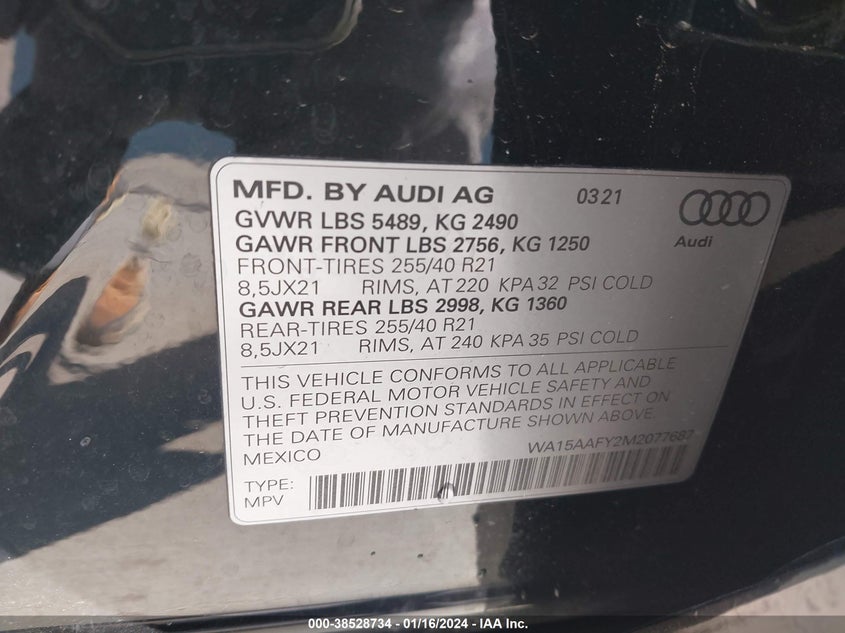 MFD. BY AUDI AG 03 21
GVWR LBS 5489, KG 2490
GAWR FRONT LBS 2756, KG 1250
Audi
FRONT-TIRES 255/40 R21
8,5JX21 RIMS, AT 220 KPA 32 PSI COLD
GAWR REAR LBS 2998, KG 1360
REAR-TIRES 255/40 R21
8,5JX21 RIMS, AT 240 KPA 35 PSI COLD
THIS VEHICLE CONFORMS TO ALL APPLICABLE
U.S. FEDERAL MOTOR VEHICLE SAFETY AND
THEFT PREVENTION STANDARDS IN EFFECT ON
THE DATE OF MANUFACTURE SHOWN ABOVE.
MEXICO
WA15AAFY2M2077687
TYPE:
MPV
000-38528734 - 01/16/2024 - IAA Inc.